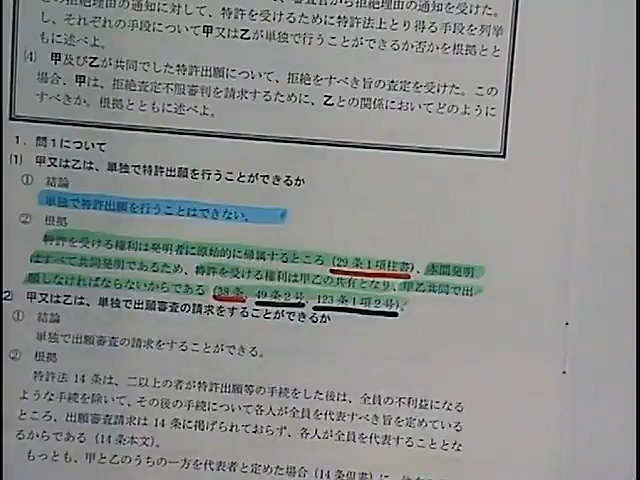 の拒絶理由の通知に対して、特許を受けるために特許法上とり得る手段を列挙
し、それぞれの手段について甲又は乙が単独で行うことができるか否かを根拠とと
もに述べよ。
(4) 甲及び乙が共同でした特許出願について、拒絶をすべき旨の査定を受けた。この
場合、甲は、拒絶査定不服審判を請求するために、乙との関係においてどのように
すべきか。根拠とともに述べよ。
1. 問1について
(1) 甲又は乙は、単独で特許出願を行うことができるか
① 結論
単独で特許出願を行うことはできない。
② 根拠
特許を受ける権利は発明者に原始的に帰属するところ(29条1項柱書)、本問発明
はすべて共同発明であるため、特許を受ける権利は甲乙の共有となり、甲乙共同で出
願しなければならないからである(38条、49条2号、123条1項2号)。
2) 甲又は乙は、単独で出願審査の請求をすることができるか
① 結論
単独で出願審査の請求をすることができる。
② 根拠
特許法14条は、二以上の者が特許出願等の手続をした後は、全員の不利益になる
ような手続を除いて、その後の手続について各人が全員を代表すべき旨を定めている
ところ、出願審査請求は14条に掲げられておらず、各人が全員を代表することとな
るからである(14条本文)。
もっとも、甲と乙のうちの一方を代表者と定めた場合(14条但書)に